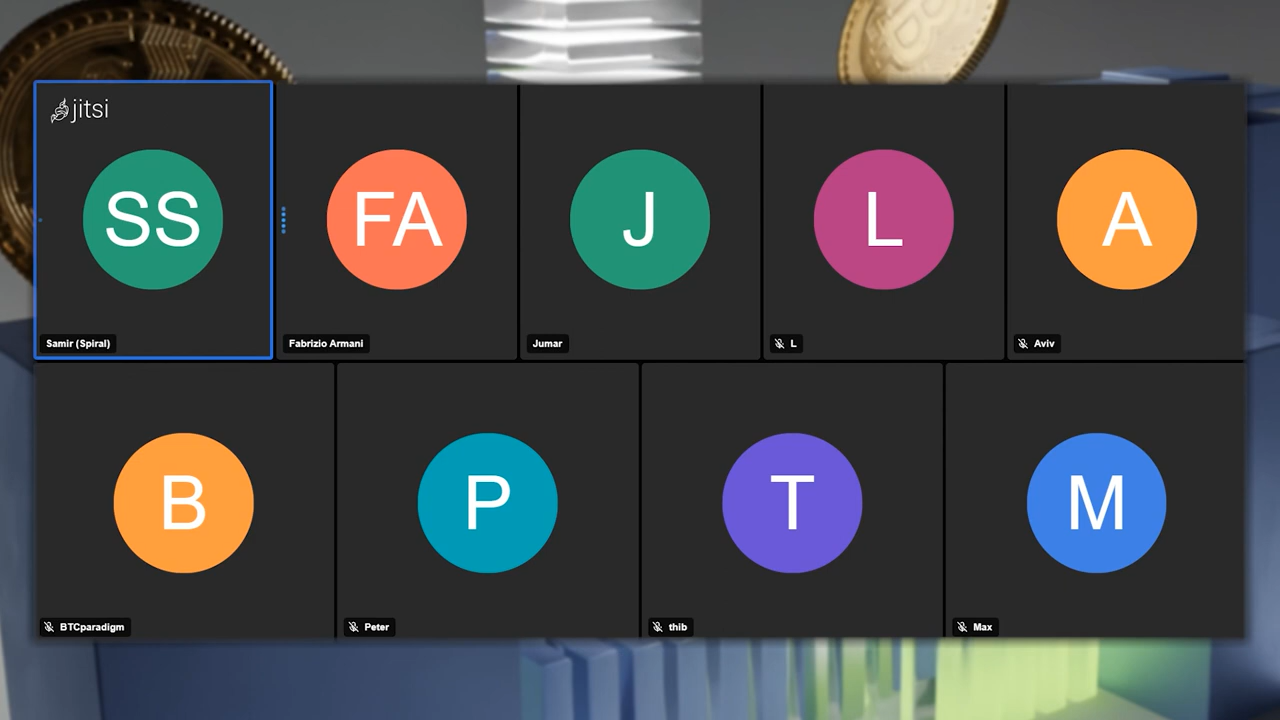 jitsi
SS
FA
J
L
A
Samir (Spiral)
Fabrizio Armani
Jumar
L
Aviv
B
P
T
M
BTCparadigm
Peter
thib
Max